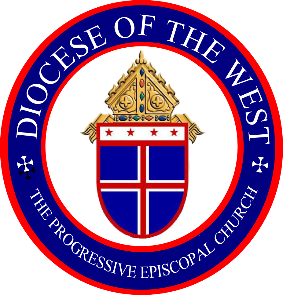 DIOCESE OF THE WEST
THE PROGRESSIVE EPISCOPAL CHURCH